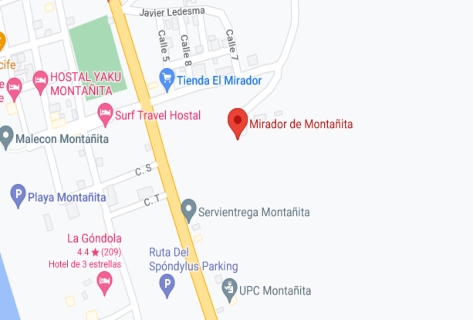 Javier Ledesma
Calle 5
Calle 8
Calle 7
cife
HOSTAL YAKU
MONTAÑITA
Tienda El Mirador
e
e
Surf Travel Hostal
Mirador de Montañita
Malecon Montañita
C. S
Playa Montañita
C. T
Servientrega Montañita
La Góndola
4.4 ★ (209)
Hotel de 3 estrellas
Ruta Del
Spóndylus Parking
UPC Montañita